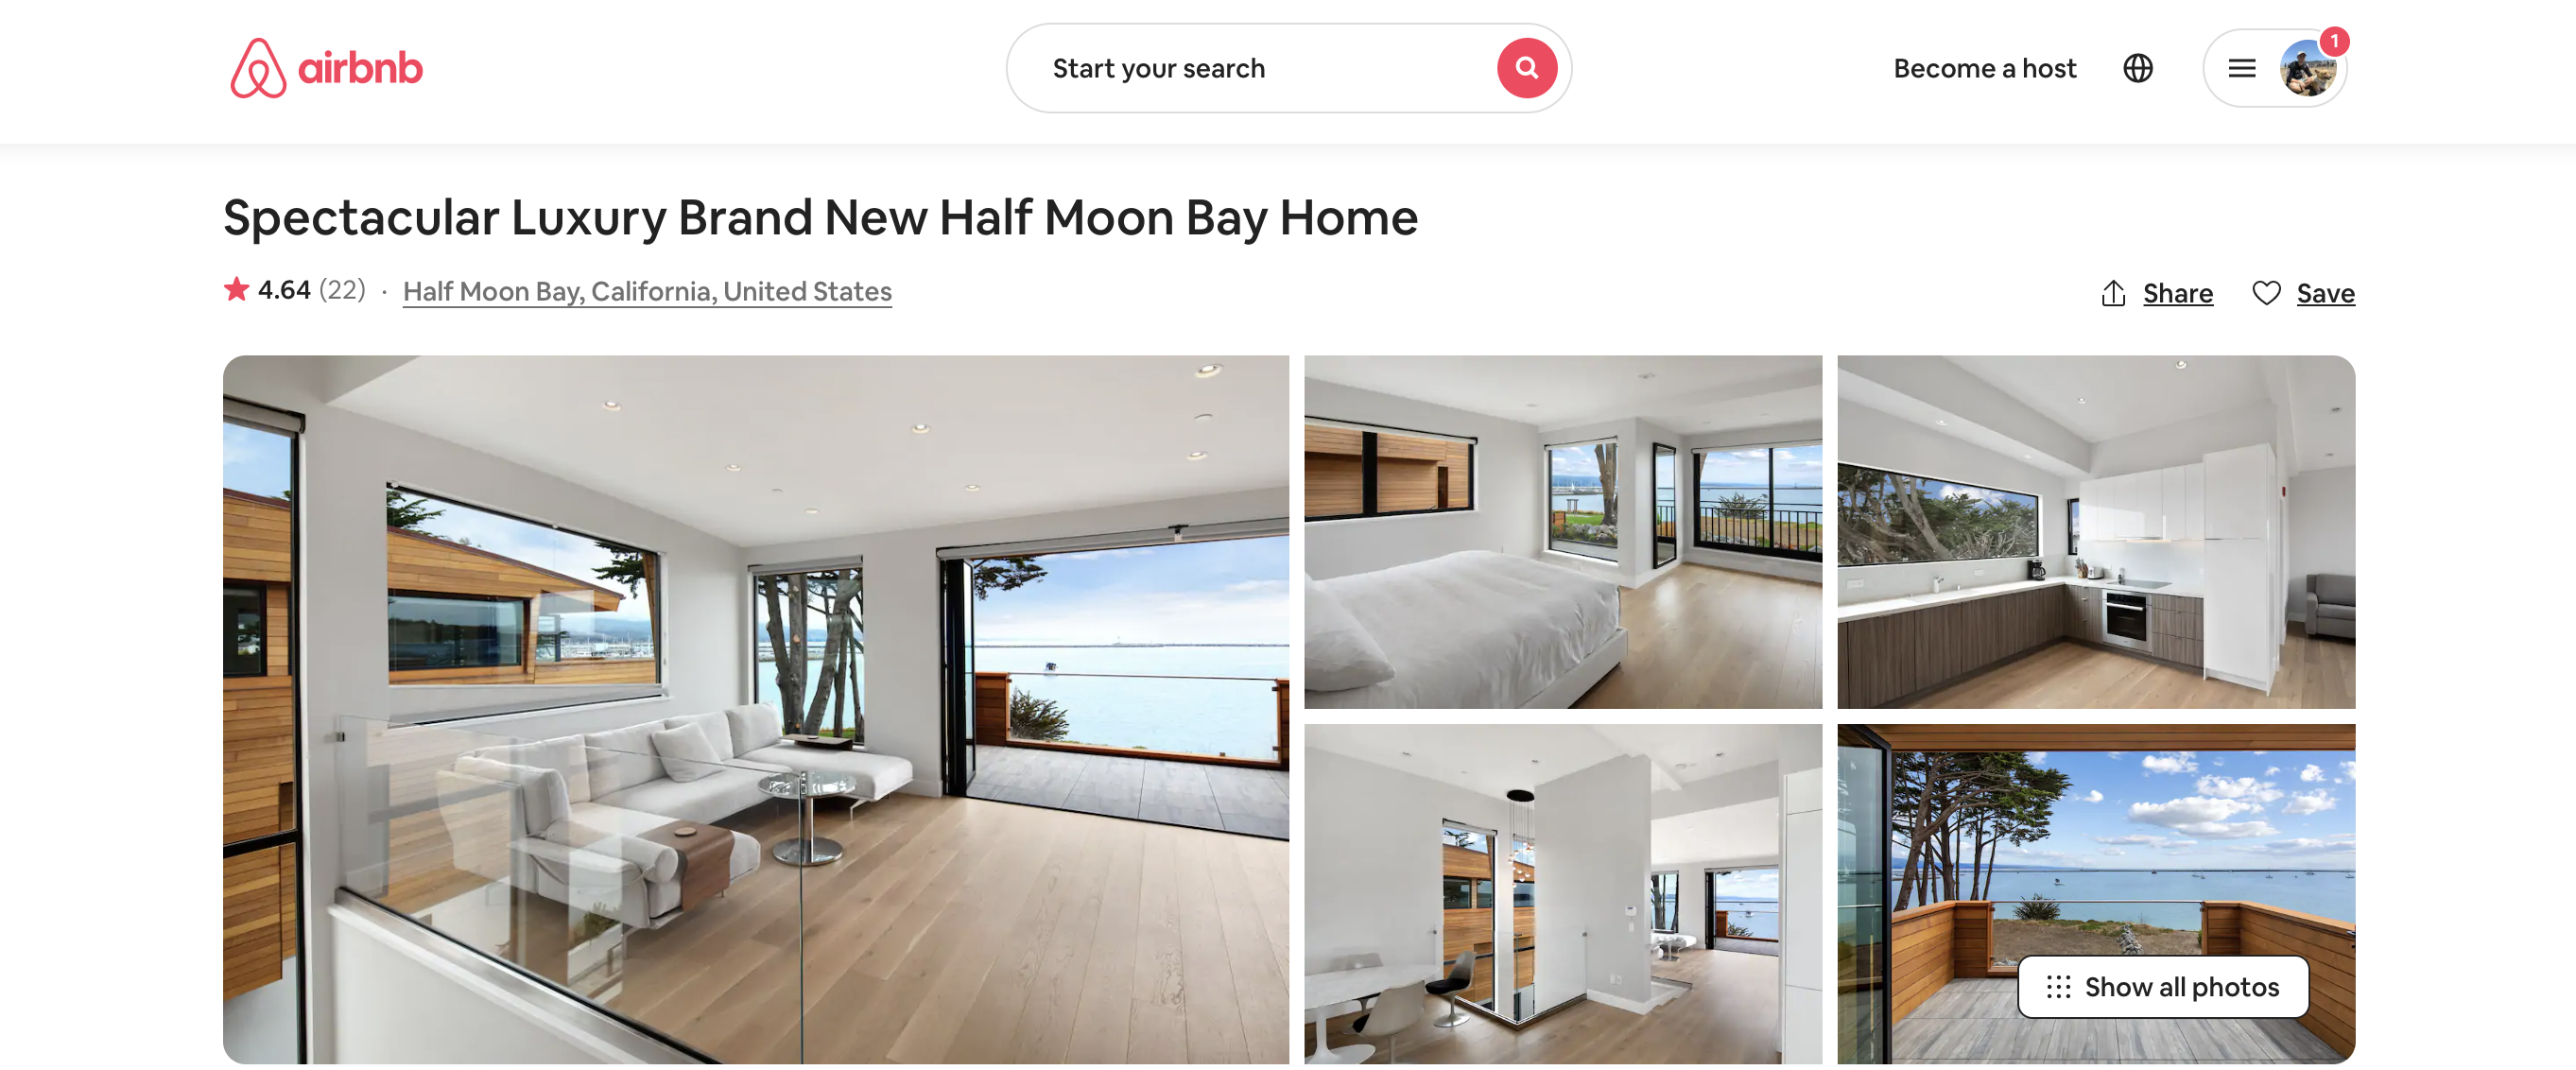 airbnb
Start your search
Become a host
1
Spectacular Luxury Brand New Half Moon Bay Home
4.64 (22) · Half Moon Bay, California, United States
Share
Save
Show all photos